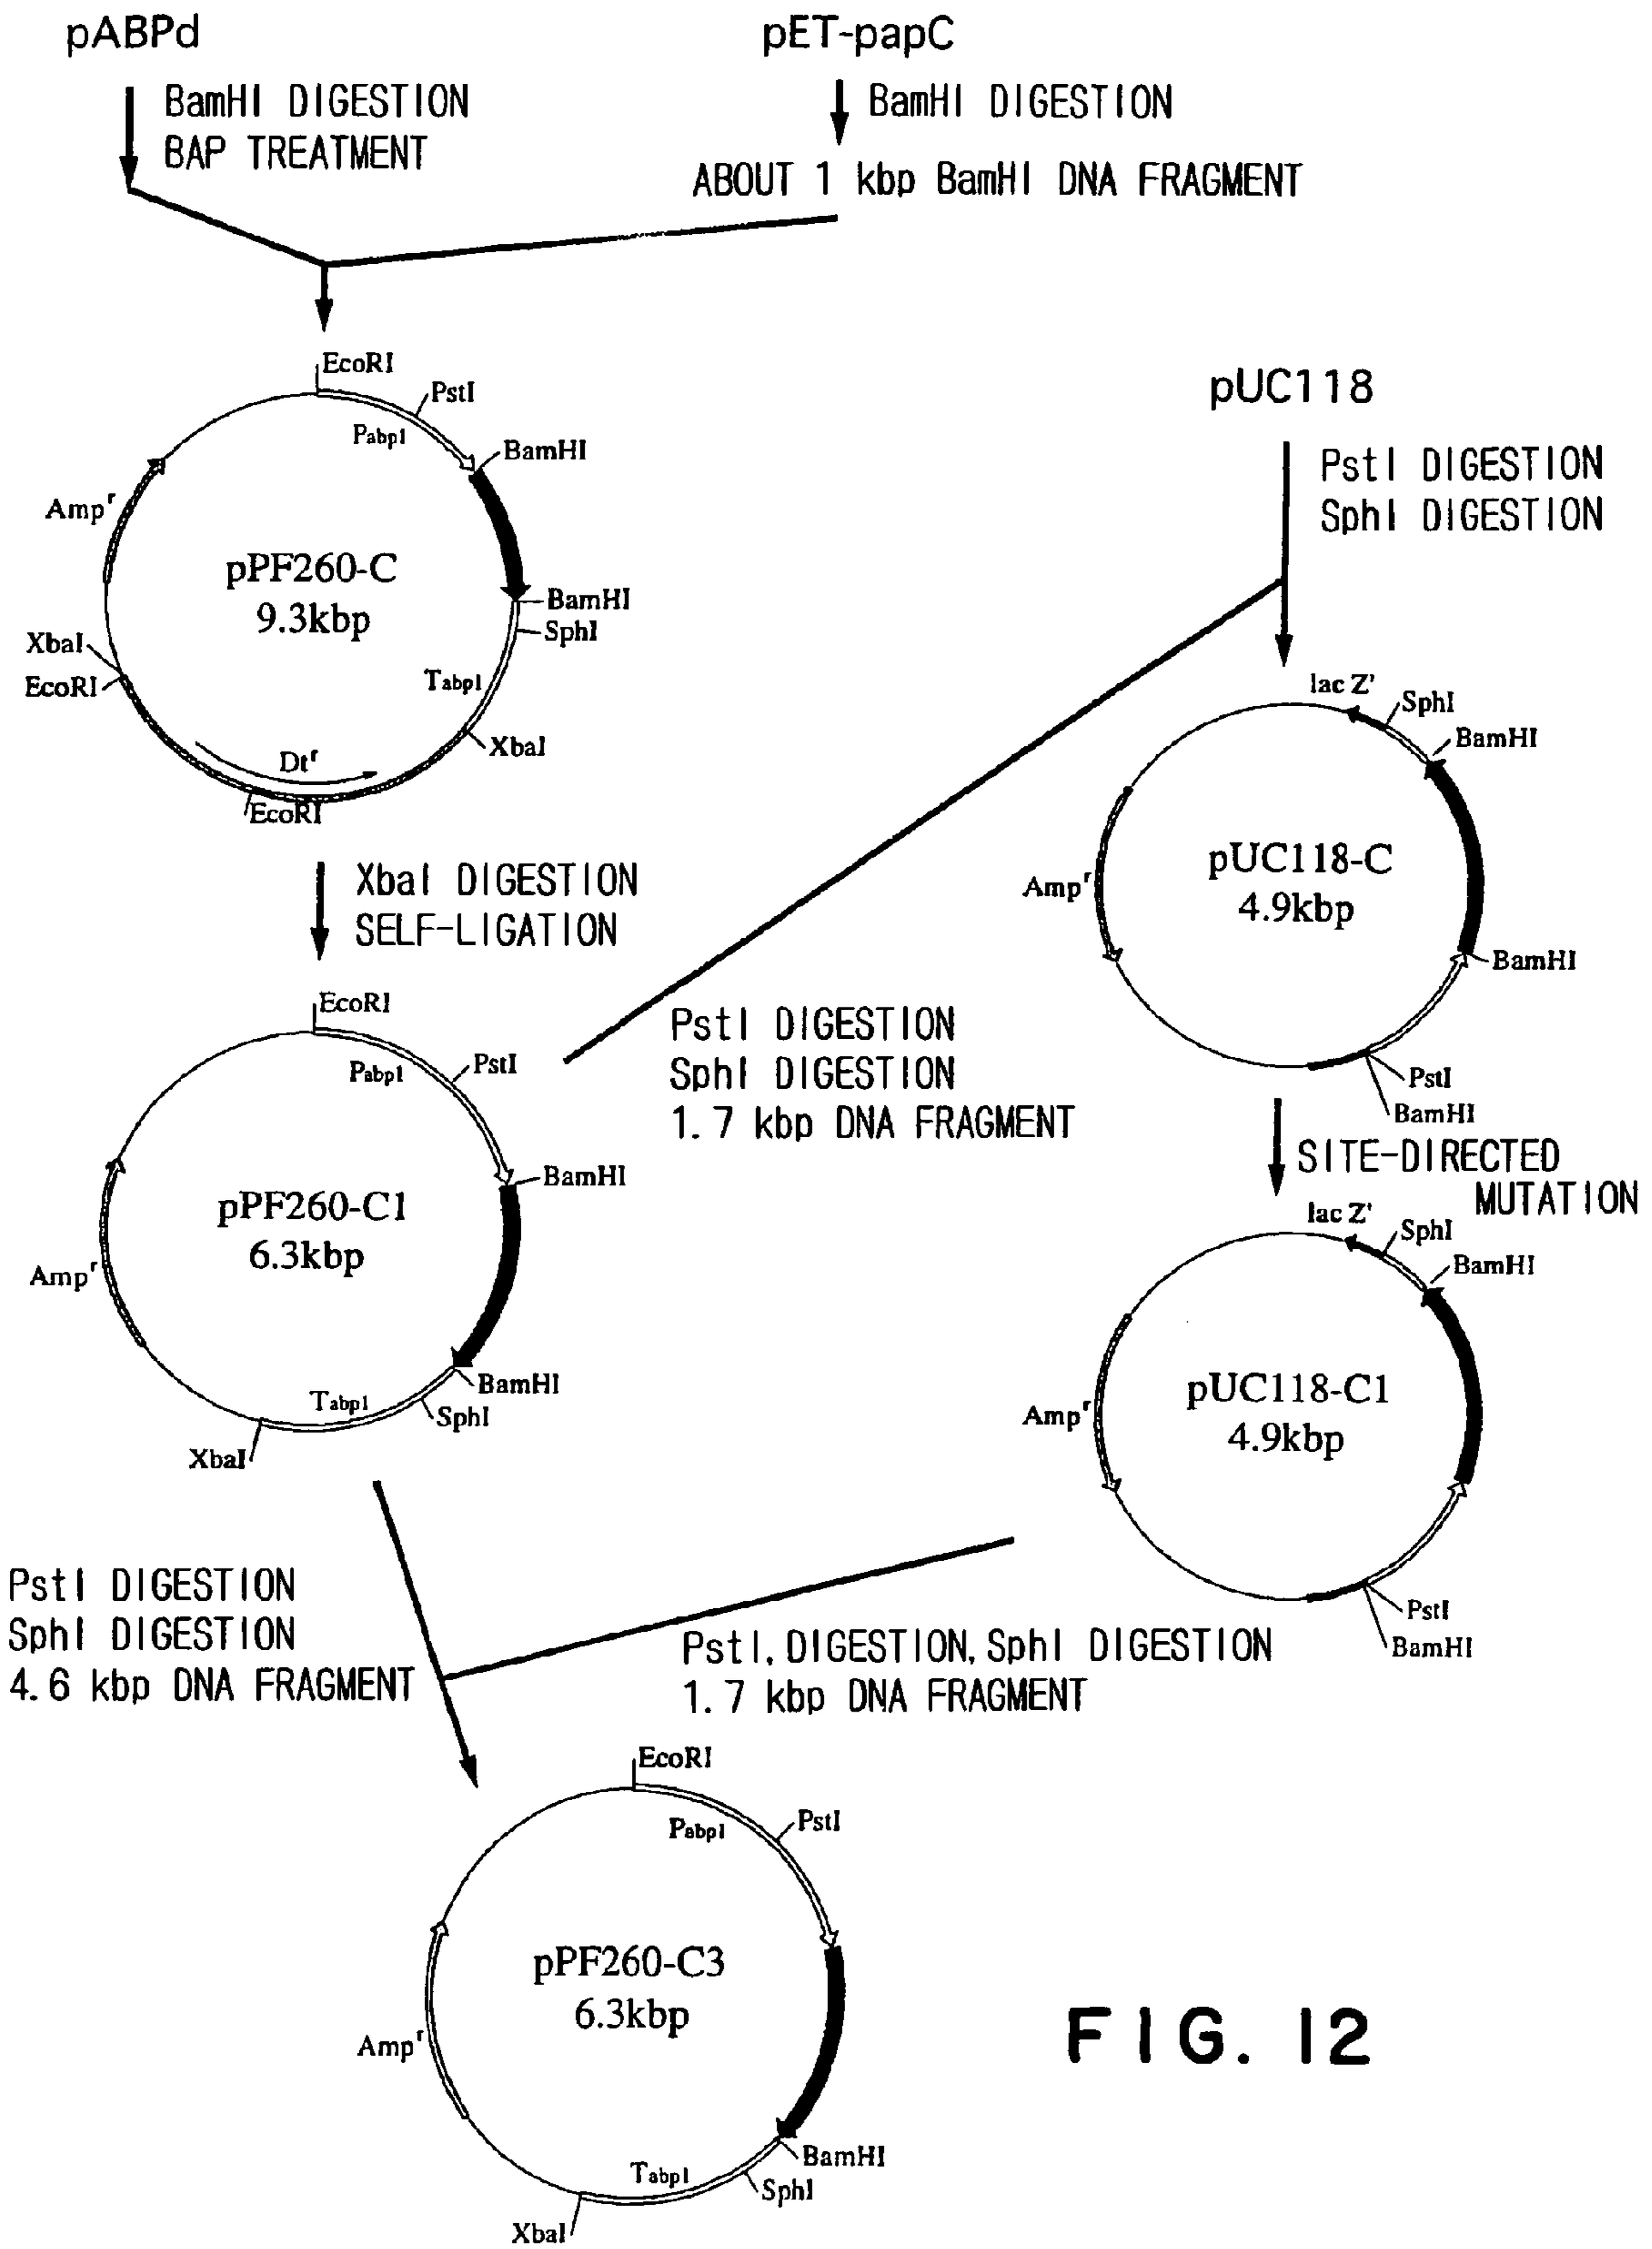 pABPd
pET-papC
BamHI DIGESTION
BAP TREATMENT
BamHI DIGESTION
ABOUT 1 kbp BamHI DNA FRAGMENT
EcoRI
PstI
Pabp1
BamHI
Ampr
pPF260-C
9.3kbp
BamHI
SphI
XbaI
EcoRI
Tabp1
XbaI
Dtr
EcoRI
pUC118
PstI DIGESTION
SphI DIGESTION
lac Z'
SphI
BamHI
pUC118-C
4.9kbp
Ampr
BamHI
PstI
BamHI
XbaI DIGESTION
SELF-LIGATION
EcoRI
Pabp1
PstI
BamHI
pPF260-C1
6.3kbp
Ampr
BamHI
Tabp1
SphI
XbaI
PstI DIGESTION
SphI DIGESTION
1.7 kbp DNA FRAGMENT
SITE-DIRECTED
MUTATION
lac Z'
SphI
BamHI
pUC118-C1
4.9kbp
Ampr
PstI
BamHI
PstI DIGESTION
SphI DIGESTION
4.6 kbp DNA FRAGMENT
PstI, DIGESTION, SphI DIGESTION
1.7 kbp DNA FRAGMENT
EcoRI
Pabp1
PstI
pPF260-C3
6.3kbp
Ampr
BamHI
Tabp1
SphI
XbaI
FIG. 12